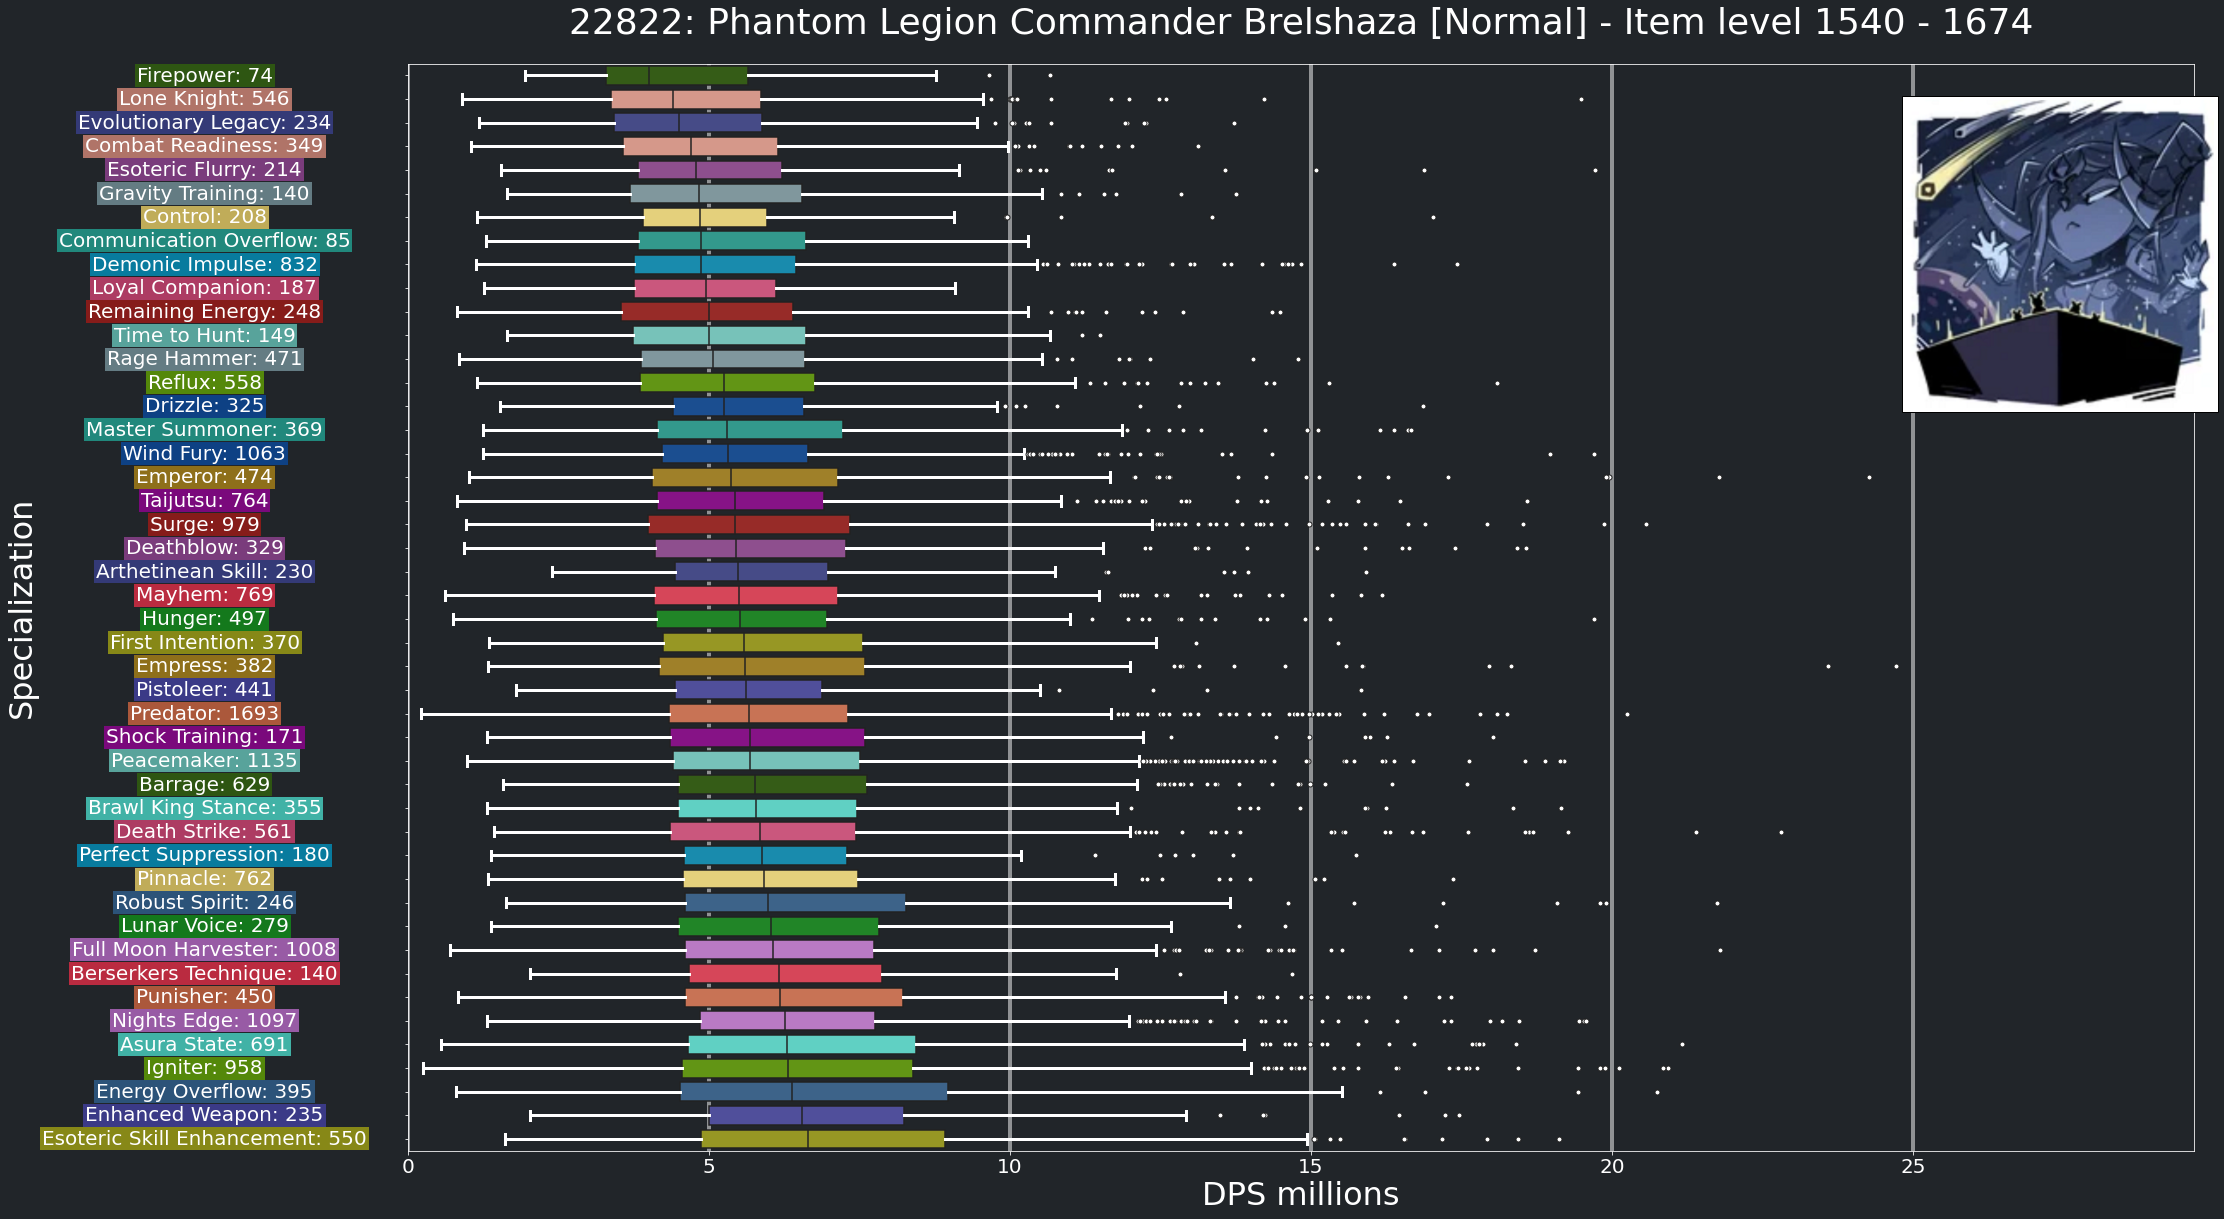 22822: Phantom Legion Commander Brelshaza [Normal] - Item level 1540 - 1674
Specialization
Firepower: 74
Lone Knight: 546
Evolutionary Legacy: 234
Combat Readiness: 349
Esoteric Flurry: 214
Gravity Training: 140
Control: 208
Communication Overflow: 85
Demonic Impulse: 832
Loyal Companion: 187
Remaining Energy: 248
Time to Hunt: 149
Rage Hammer: 471
Reflux: 558
Drizzle: 325
Master Summoner: 369
Wind Fury: 1063
Emperor: 474
Taijutsu: 764
Surge: 979
Deathblow: 329
Arthetinean Skill: 230
Mayhem: 769
Hunger: 497
First Intention: 370
Empress: 382
Pistoleer: 441
Predator: 1693
Shock Training: 171
Peacemaker: 1135
Barrage: 629
Brawl King Stance: 355
Death Strike: 561
Perfect Suppression: 180
Pinnacle: 762
Robust Spirit: 246
Lunar Voice: 279
Full Moon Harvester: 1008
Berserkers Technique: 140
Punisher: 450
Nights Edge: 1097
Asura State: 691
Igniter: 958
Energy Overflow: 395
Enhanced Weapon: 235
Esoteric Skill Enhancement: 550
0 5 10 15 20 25
DPS millions